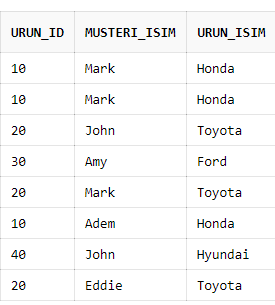 URUN_ID MUSTERI_ISIM URUN_ISIM
10 Mark Honda
10 Mark Honda
20 John Toyota
30 Amy Ford
20 Mark Toyota
10 Adem Honda
40 John Hyundai
20 Eddie Toyota